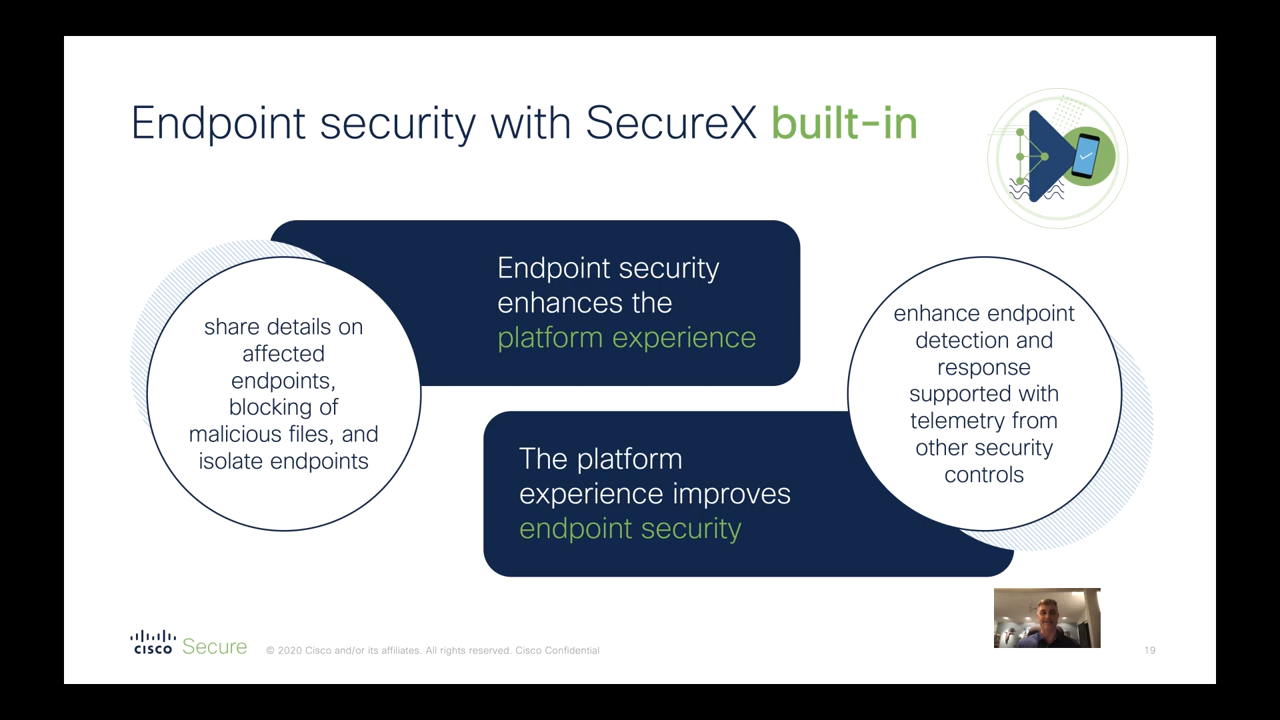 Endpoint security with SecureX built-in
Endpoint security
enhances the
platform experience
share details on
affected
endpoints,
blocking of
malicious files, and
isolate endpoints
enhance endpoint
detection and
response
supported with
telemetry from
other security
controls
The platform
experience improves
endpoint security
CISCO Secure © 2020 Cisco and/or its affiliates. All rights reserved. Cisco Confidential 19